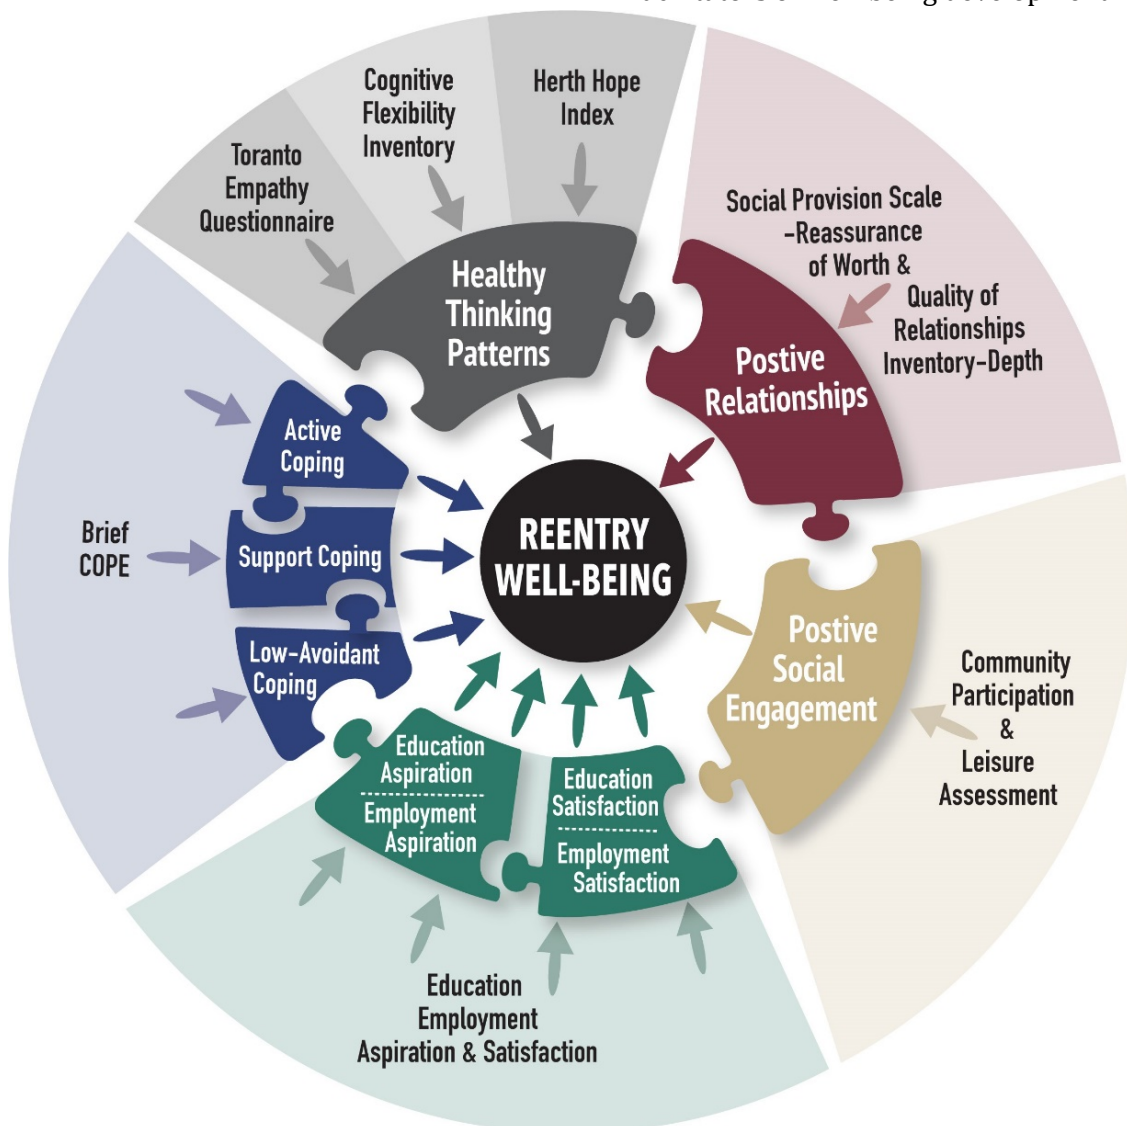 Cognitive
Flexibility
Inventory
Herth Hope
Index
Toranto
Empathy
Questionnaire
Social Provision Scale
-Reassurance
of Worth &
Quality of
Relationships
Inventory-Depth
Healthy
Thinking
Patterns
Postive
Relationships
Active
Coping
Brief
COPE
Support Coping
REENTRY
WELL-BEING
Low-Avoidant
Coping
Postive
Social
Engagement
Community
Participation
&
Leisure
Assessment
Education
Aspiration
Employment
Aspiration
Education
Satisfaction
Employment
Satisfaction
Education
Employment
Aspiration & Satisfaction